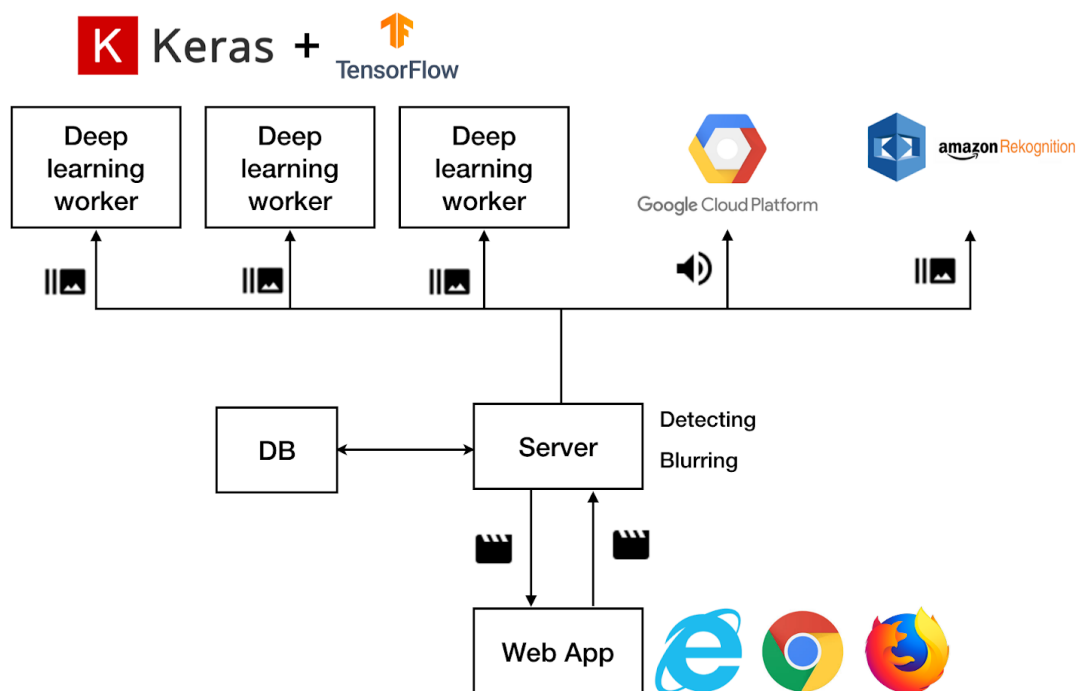 K Keras +
TensorFlow
Deep
learning
worker
Deep
learning
worker
Deep
learning
worker
Google Cloud Platform
amazon Rekognition
DB
Server
Detecting
Blurring
Web App